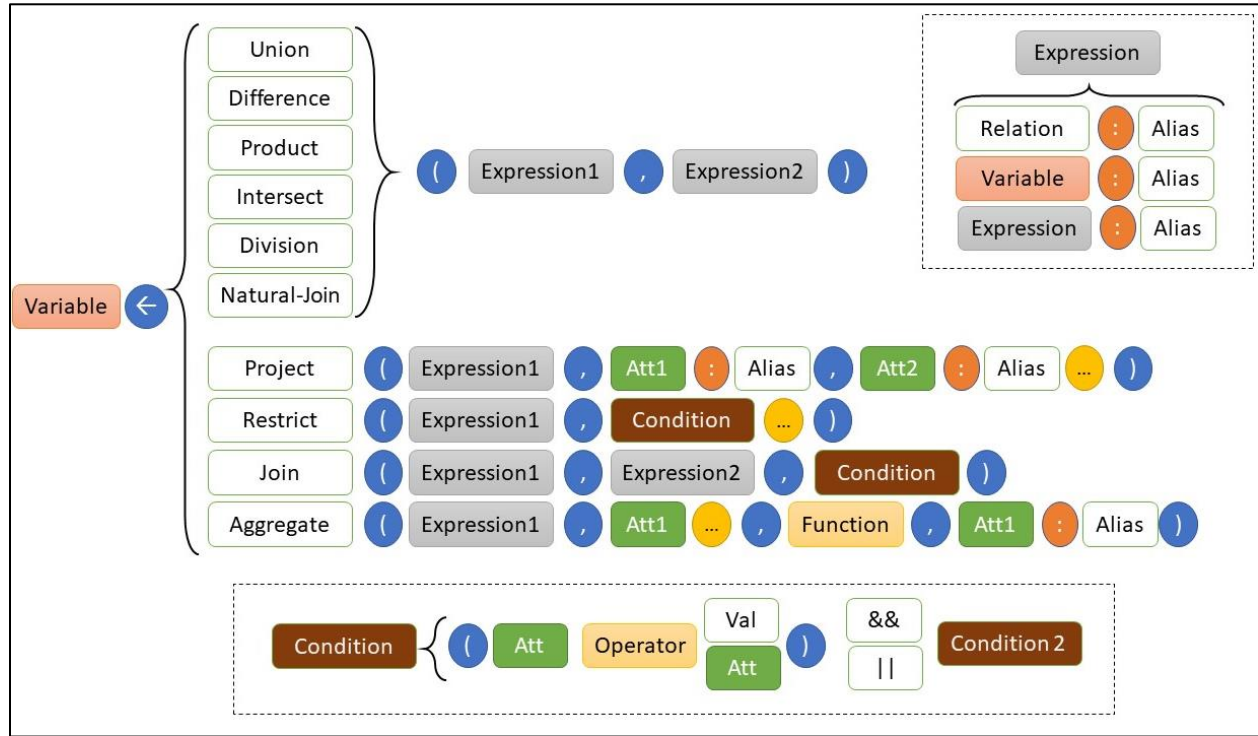 Union
Difference
Product
Intersect
Division
Natural-Join
( Expression1 , Expression2 )
Expression
Relation : Alias
Variable : Alias
Expression : Alias
Variable ←
Project ( Expression1 , Att1 : Alias , Att2 : Alias ... )
Restrict ( Expression1 , Condition ... )
Join ( Expression1 , Expression2 , Condition )
Aggregate ( Expression1 , Att1 ... , Function , Att1 : Alias )
Condition ( Att Operator Val ) && Condition 2
Att ||